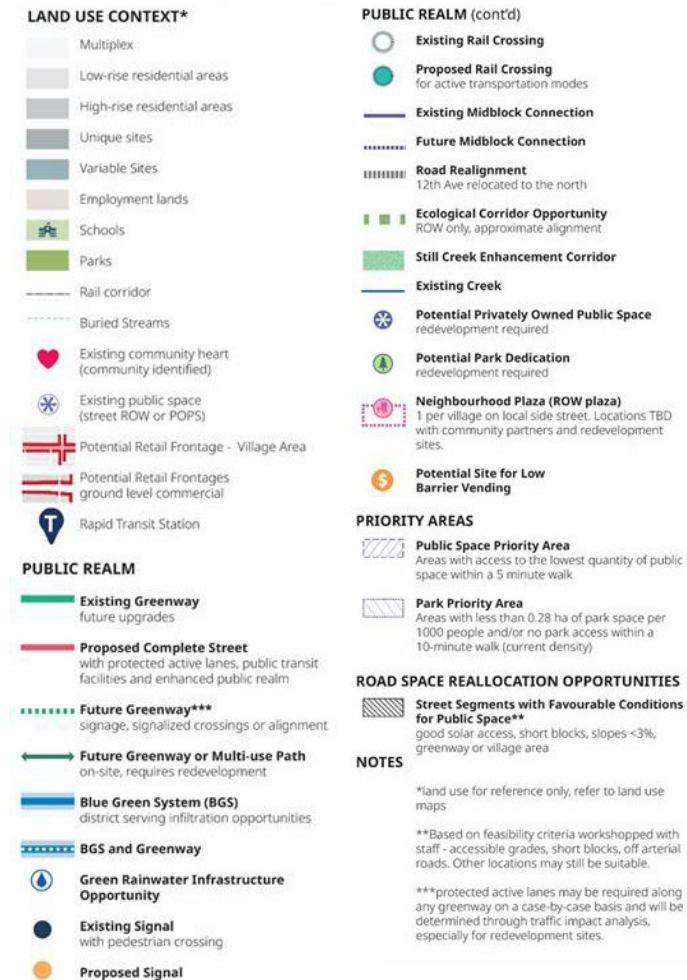 LAND USE CONTEXT*
Multiplex
Low-rise residential areas
High-rise residential areas
Unique sites
Variable Sites
Employment lands
Schools
Parks
Rail corridor
Buried Streams
Existing community heart
(community identified)
Existing public space
(street ROW or POPS)
Potential Retail Frontage - Village Area
Potential Retail Frontages
ground level commercial
T
Rapid Transit Station
PUBLIC REALM
Existing Greenway
future upgrades
Proposed Complete Street
with protected active lanes, public transit
facilities and enhanced public realm
Future Greenway***
signage, signalized crossings or alignment
Future Greenway or Multi-use Path
on-site, requires redevelopment
Blue Green System (BGS)
district serving infiltration opportunities
BGS and Greenway
Green Rainwater Infrastructure
Opportunity
Existing Signal
with pedestrian crossing
Proposed Signal
PUBLIC REALM (cont'd)
Existing Rail Crossing
Proposed Rail Crossing
for active transportation modes
Existing Midblock Connection
Future Midblock Connection
Road Realignment
12th Ave relocated to the north
Ecological Corridor Opportunity
ROW only, approximate alignment
Still Creek Enhancement Corridor
Existing Creek
Potential Privately Owned Public Space
redevelopment required
Potential Park Dedication
redevelopment required
Neighbourhood Plaza (ROW plaza)
1 per village on local side street. Locations TBD
with community partners and redevelopment
sites.
$
Potential Site for Low
Barrier Vending
PRIORITY AREAS
Public Space Priority Area
Areas with access to the lowest quantity of public
space within a 5 minute walk
Park Priority Area
Areas with less than 0.28 ha of park space per
1000 people and/or no park access within a
10-minute walk (current density)
ROAD SPACE REALLOCATION OPPORTUNITIES
Street Segments with Favourable Conditions
for Public Space**
good solar access, short blocks, slopes <3%,
greenway or village area
NOTES
*land use for reference only, refer to land use
maps
**Based on feasibility criteria workshopped with
staff - accessible grades, short blocks, off arterial
roads. Other locations may still be suitable.
***protected active lanes may be required along
any greenway on a case-by-case basis and will be
determined through traffic impact analysis,
especially for redevelopment sites.